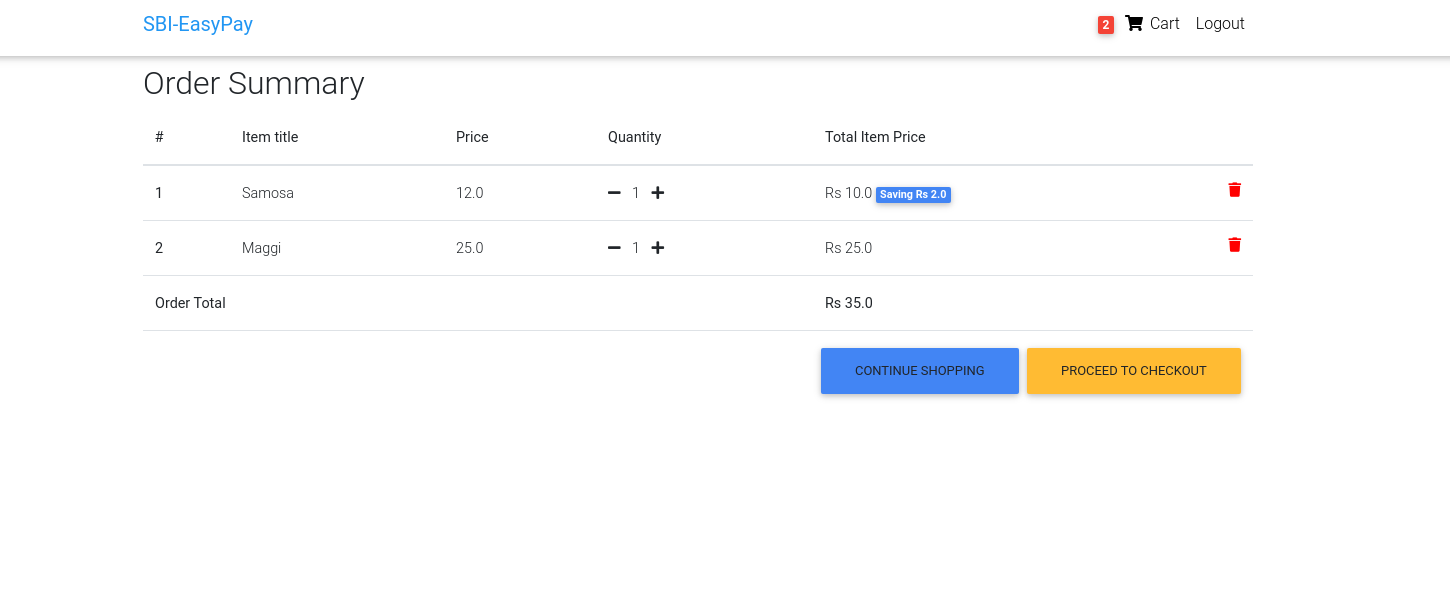 SBI-EasyPay 2 Cart Logout
Order Summary
# Item title Price Quantity Total Item Price
1 Samosa 12.0 1 Rs 10.0 Saving Rs 2.0
2 Maggi 25.0 1 Rs 25.0
Order Total Rs 35.0
CONTINUE SHOPPING PROCEED TO CHECKOUT